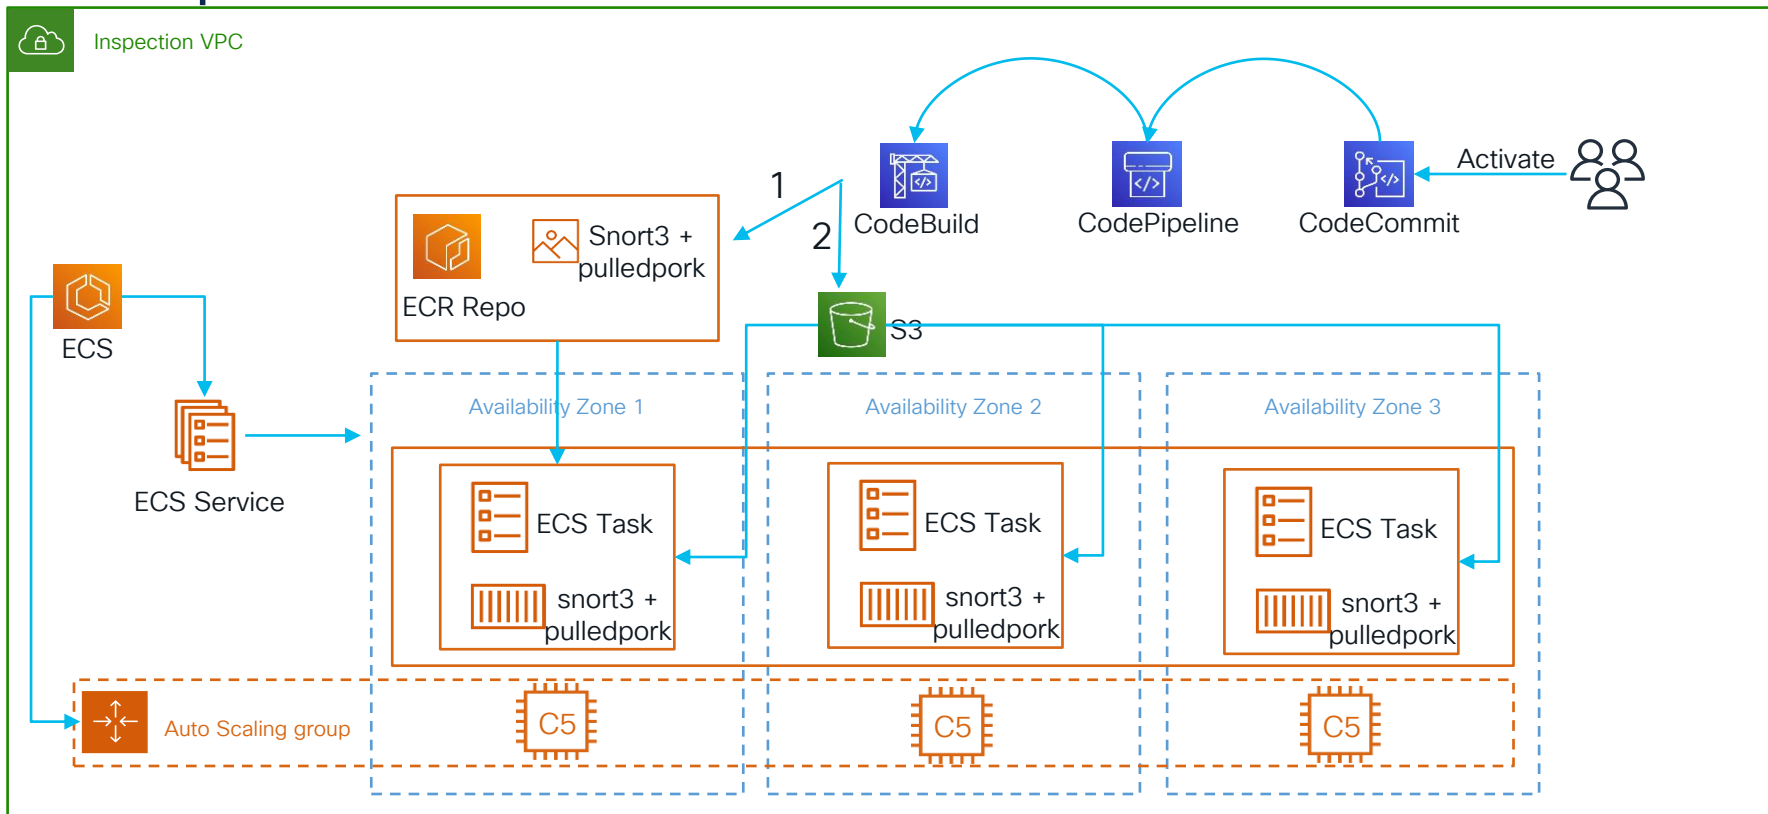 Inspection VPC
Activate
1
2
CodeBuild
CodePipeline
CodeCommit
Snort3 +
pulledpork
ECR Repo
S3
ECS
Availability Zone 1
Availability Zone 2
Availability Zone 3
ECS Service
ECS Task
snort3 +
pulledpork
ECS Task
snort3 +
pulledpork
ECS Task
snort3 +
pulledpork
Auto Scaling group
C5
C5
C5